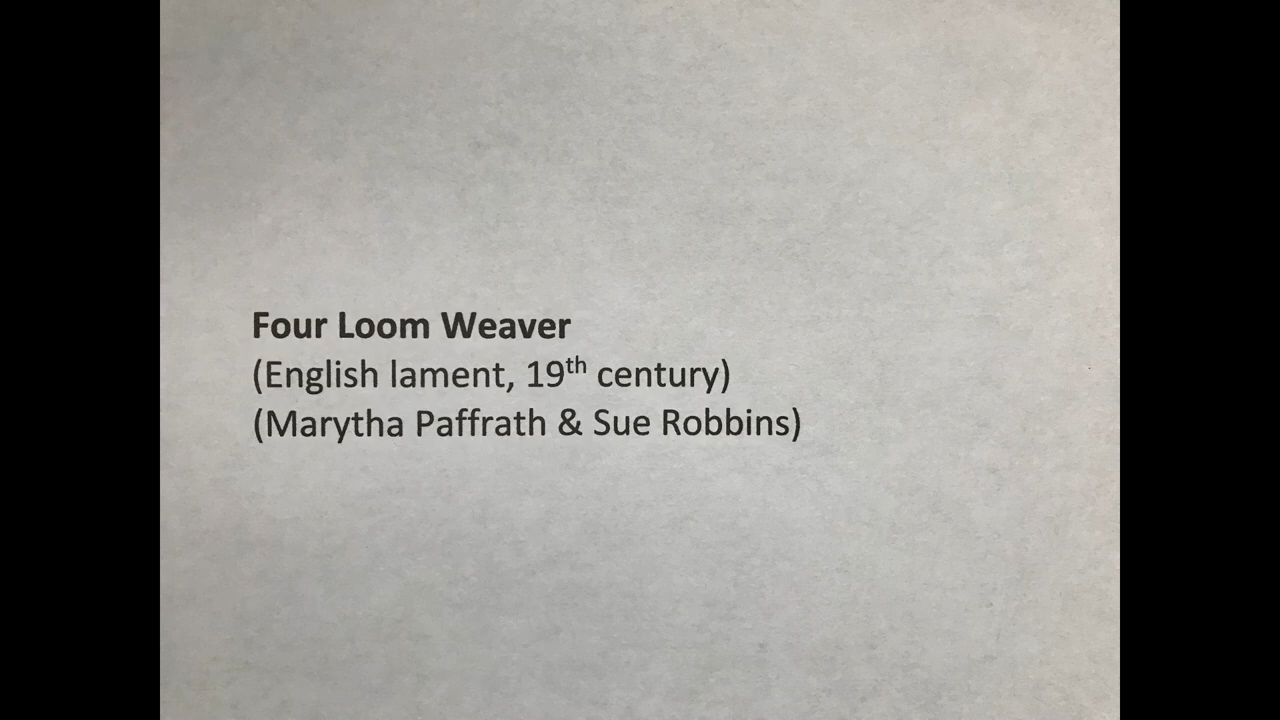 Four Loom Weaver
(English lament, 19th century)
(Marytha Paffrath & Sue Robbins)